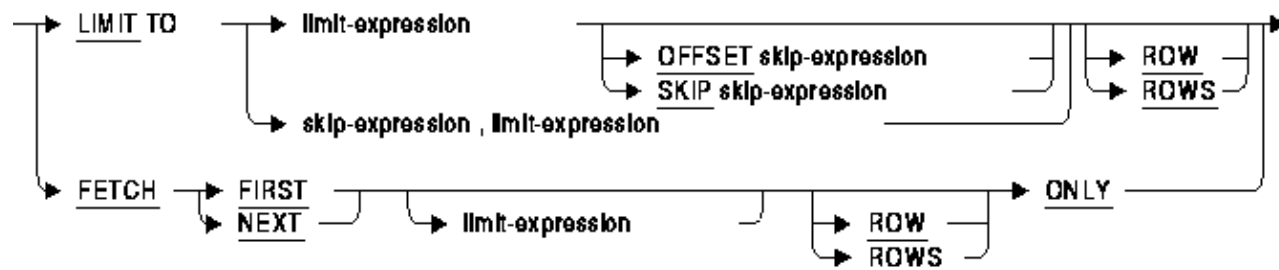 LIMIT TO limit-expression
OFFSET skip-expression ROW
SKIP skip-expression ROWS
skip-expression , limit-expression
FETCH FIRST ONLY
NEXT limit-expression ROW
ROWS